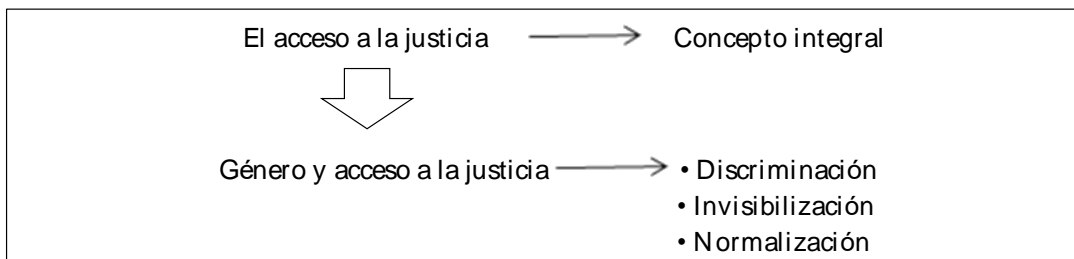 El acceso a la justicia Concepto integral
Género y acceso a la justicia • Discriminación
• Invisibilización
• Normalización